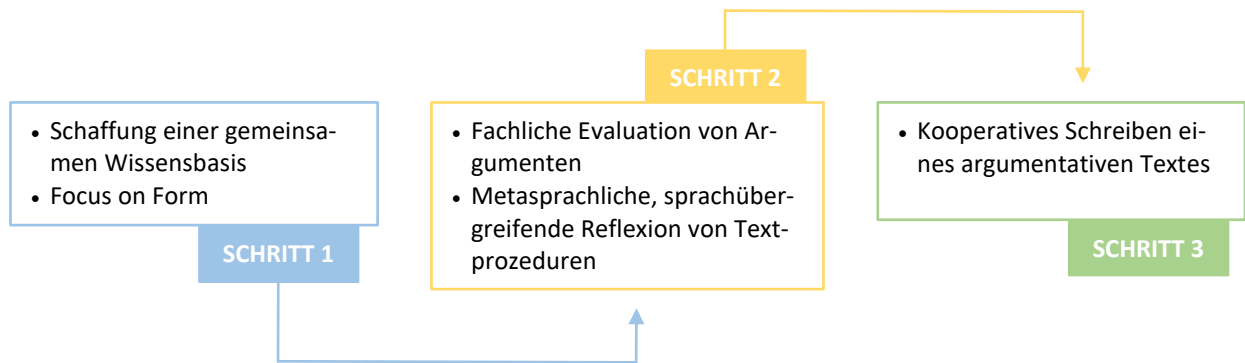 • Schaffung einer gemeinsa-
men Wissensbasis
• Focus on Form
SCHRITT 1
SCHRITT 2
• Fachliche Evaluation von Ar-
gumenten
• Metasprachliche, sprachüber-
greifende Reflexion von Text-
prozeduren
• Kooperatives Schreiben ei-
nes argumentativen Textes
SCHRITT 3